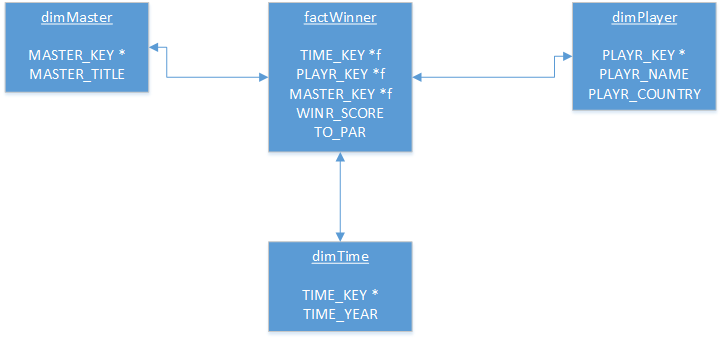 dimMaster
MASTER_KEY *
MASTER_TITLE
factWinner
TIME_KEY *f
PLAYR_KEY *f
MASTER_KEY *f
WINR_SCORE
TO_PAR
dimPlayer
PLAYR_KEY *
PLAYR_NAME
PLAYR_COUNTRY
dimTime
TIME_KEY *
TIME_YEAR